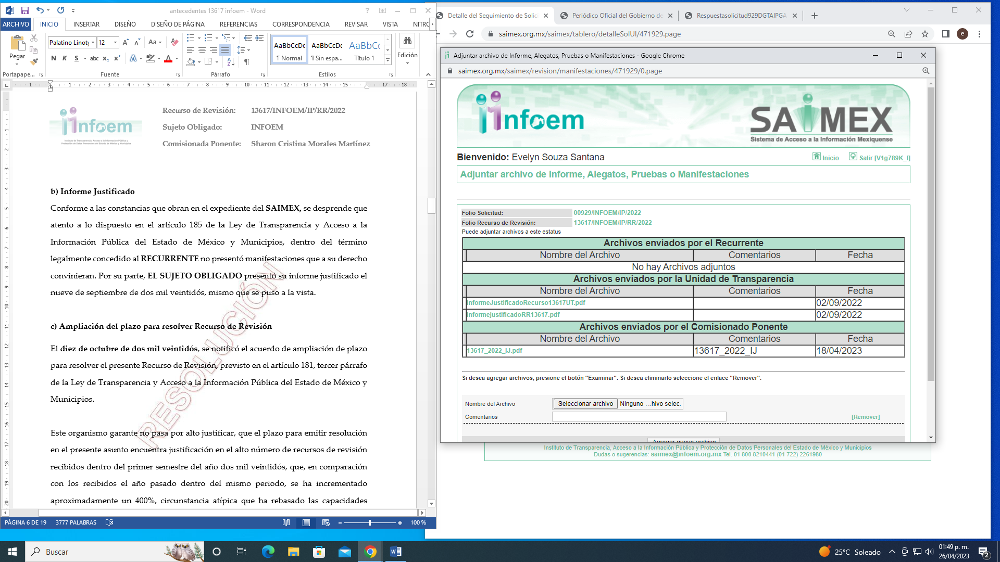 antecedentes 13617 infoem - Word
ARCHIVO INICIO INSERTAR DISEÑO DISEÑO DE PÁGINA REFERENCIAS CORRESPONDENCIA REVISAR VISTA NITRO
Pegar
Palatino Linoty 12
Aa
N K S abc x₂ x²
AaBbCcDc AaBbCcDc AaBbCc
¶ Normal ¶ Sin espa... Título 1
Edición
Portapape... Fuente Párrafo Estilos
Recurso de Revisión: 13617/INFOEM/IP/RR/2022
Sujeto Obligado: INFOEM
Comisionada Ponente: Sharon Cristina Morales Martínez
infoem
Instituto de Transparencia, Acceso a la Información Pública y
Protección de Datos Personales del Estado de México y Municipios
b) Informe Justificado
Conforme a las constancias que obran en el expediente del SAIMEX, se desprende que
atento a lo dispuesto en el artículo 185 de la Ley de Transparencia y Acceso a la
Información Pública del Estado de México y Municipios, dentro del término
legalmente concedido al RECURRENTE no presentó manifestaciones que a su derecho
convinieran. Por su parte, EL SUJETO OBLIGADO presentó su informe justificado el
nueve de septiembre de dos mil veintidós, mismo que se puso a la vista.
c) Ampliación del plazo para resolver Recurso de Revisión
El diez de octubre de dos mil veintidós, se notificó el acuerdo de ampliación de plazo
para resolver el presente Recurso de Revisión, previsto en el artículo 181, tercer párrafo
de la Ley de Transparencia y Acceso a la Información Pública del Estado de México y
Municipios.
Este organismo garante no pasa por alto justificar, que el plazo para emitir resolución
en el presente asunto encuentra justificación en el alto número de recursos de revisión
recibidos dentro del primer semestre del año dos mil veintidós, que, en comparación
con los recibidos el año pasado dentro del mismo periodo, se ha incrementado
aproximadamente un 400%, circunstancia atípica que ha rebasado las capacidades
RESOLUCIÓN
PÁGINA 6 DE 19 3777 PALABRAS 100 %
Detalle del Seguimiento de Solic
Periódico Oficial del Gobierno de
Respuestasolicitud929DGTAIPGA
saimex.org.mx/saimex/tablero/detalleSolUI/471929.page
e
Adjuntar archivo de Informe, Alegatos, Pruebas o Manifestaciones - Google Chrome
saimex.org.mx/saimex/revision/manifestaciones/471929/0.page
infoem
SAIMEX
Sistema de Acceso a la Información Mexiquense
Bienvenido: Evelyn Souza Santana
Inicio Salir [V1g789K_I]
Adjuntar archivo de Informe, Alegatos, Pruebas o Manifestaciones
Folio Solicitud: 00929/INFOEM/IP/2022
Folio Recurso de Revisión: 13617/INFOEM/IP/RR/2022
Puede adjuntar archivos a este estatus
Archivos enviados por el Recurrente
Nombre del Archivo Comentarios Fecha
No hay Archivos adjuntos
Archivos enviados por la Unidad de Transparencia
Nombre del Archivo Comentarios Fecha
InformeJustificadoRecurso13617UT.pdf 02/09/2022
informejustificadoRR13617.pdf 02/09/2022
Archivos enviados por el Comisionado Ponente
Nombre del Archivo Comentarios Fecha
13617_2022_IJ.pdf 13617_2022_IJ 18/04/2023
Si desea agregar archivos, presione el botón "Examinar". Si desea eliminarlo seleccione el enlace "Remover".
Nombre del Archivo Seleccionar archivo Ninguno ...hivo selec.
Comentarios [Remover]
Agregar nuevo archivo
Instituto de Transparencia, Acceso a la Información Pública y Protección de Datos Personales del Estado de México y Municipios
Dudas o sugerencias: saimex@infoem.org.mx Tel. 01 800 8210441 (01 722) 2261980
Buscar
25°C Soleado
01:49 p. m.
26/04/2023
2